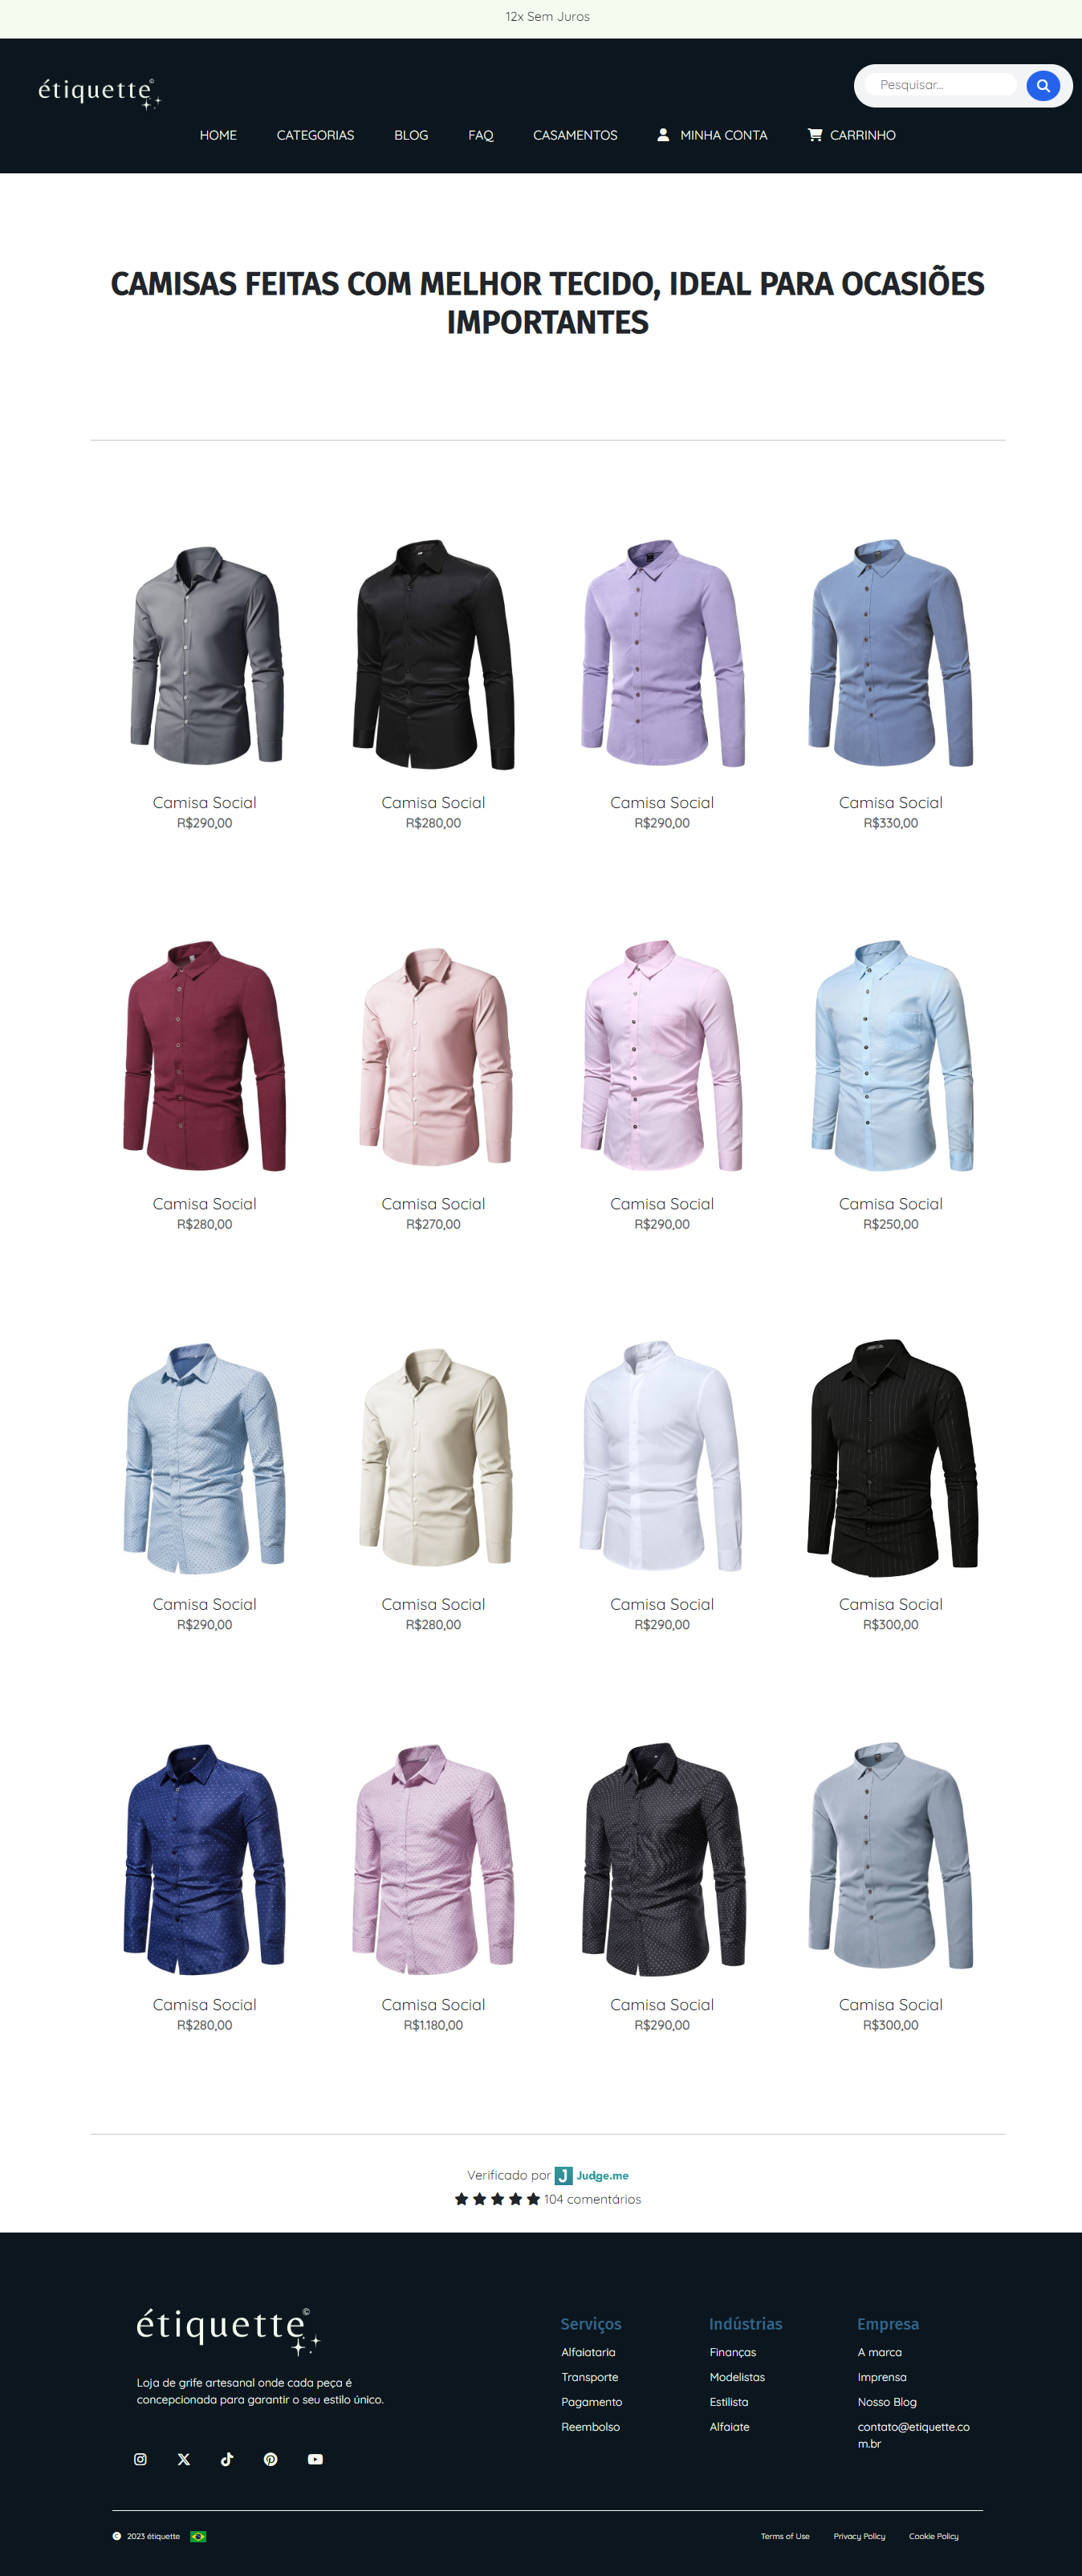 12x Sem Juros
étiquette©
Pesquisar...
HOME CATEGORIAS BLOG FAQ CASAMENTOS MINHA CONTA CARRINHO
CAMISAS FEITAS COM MELHOR TECIDO, IDEAL PARA OCASIÕES
IMPORTANTES
Camisa Social Camisa Social Camisa Social Camisa Social
R$290,00 R$280,00 R$290,00 R$330,00
Camisa Social Camisa Social Camisa Social Camisa Social
R$280,00 R$270,00 R$290,00 R$250,00
Camisa Social Camisa Social Camisa Social Camisa Social
R$290,00 R$280,00 R$290,00 R$300,00
Camisa Social Camisa Social Camisa Social Camisa Social
R$280,00 R$1.180,00 R$290,00 R$300,00
Verificado por J Judge.me
104 comentários
étiquette©
Loja de grife artesanal onde cada peça é
concepcionada para garantir o seu estilo único.
Serviços
Alfaiataria
Transporte
Pagamento
Reembolso
Indústrias
Finanças
Modelistas
Estilista
Alfaiate
Empresa
A marca
Imprensa
Nosso Blog
contato@etiquette.co
m.br
© 2023 étiquette
Terms of Use Privacy Policy Cookie Policy